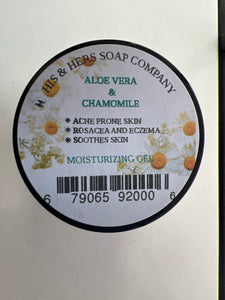 HIS & HERS SOAP COMPANY
ALOE VERA
&
CHAMOMILE
* ACNE PRONE SKIN
* ROSACEA AND ECZEMA
* SOOTHES SKIN
MOISTURIZING GEL
6 79065 92000 6